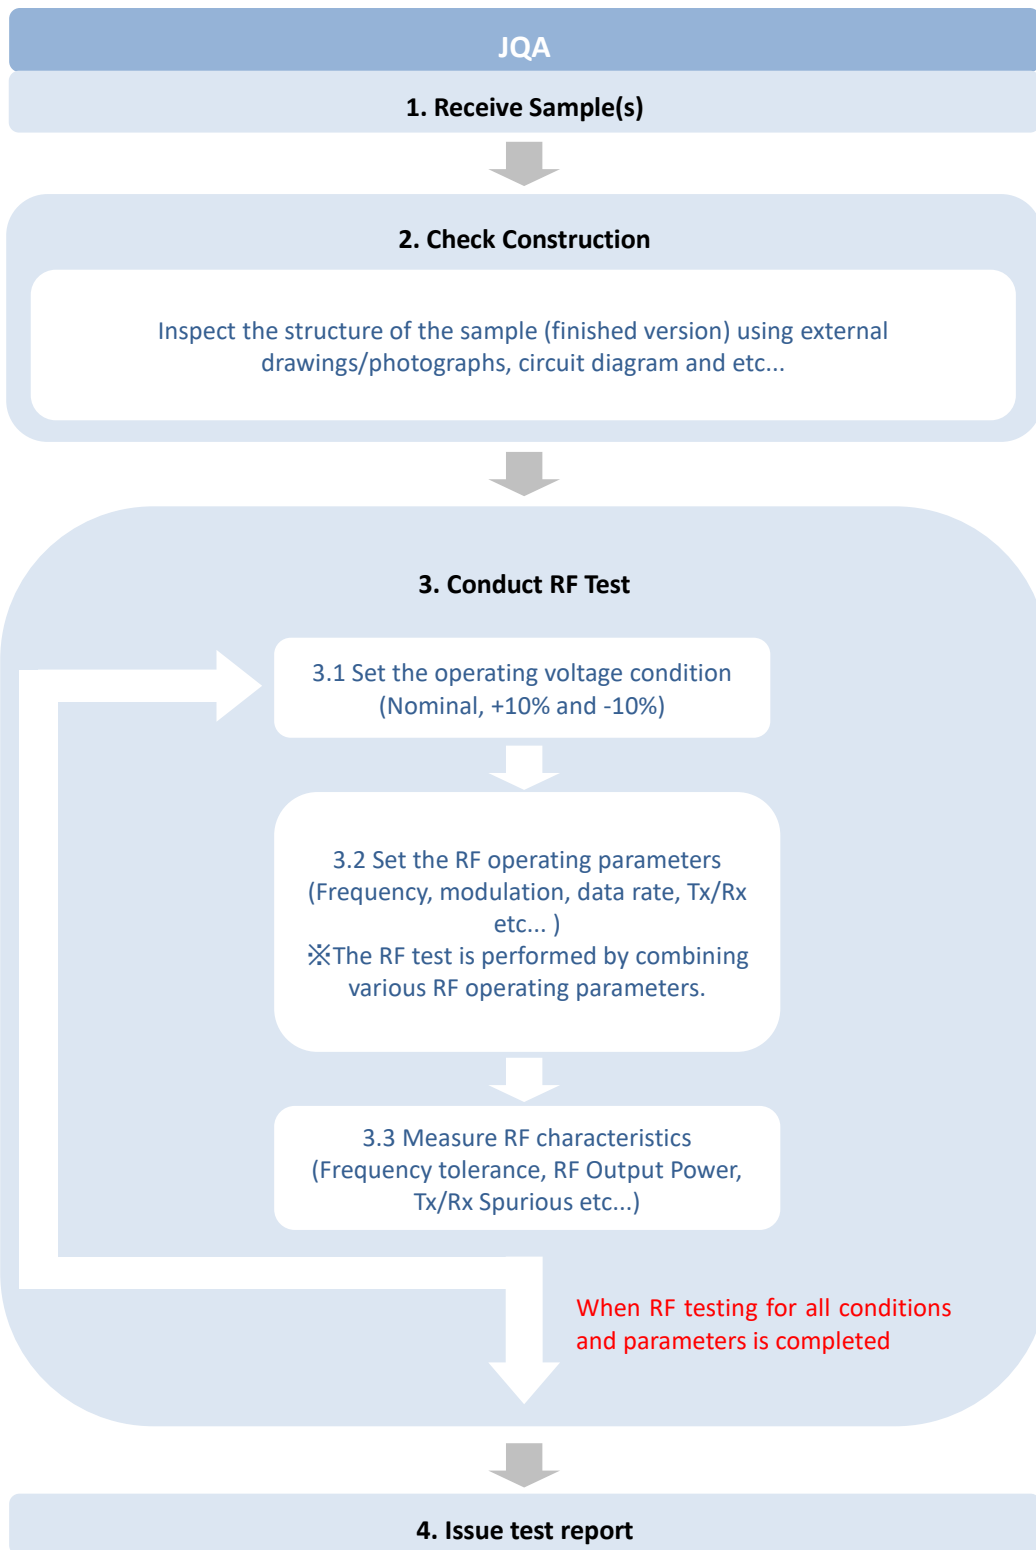 JQA
1. Receive Sample(s)
2. Check Construction
Inspect the structure of the sample (finished version) using external
drawings/photographs, circuit diagram and etc...
3. Conduct RF Test
3.1 Set the operating voltage condition
(Nominal, +10% and -10%)
3.2 Set the RF operating parameters
(Frequency, modulation, data rate, Tx/Rx
etc... )
※The RF test is performed by combining
various RF operating parameters.
3.3 Measure RF characteristics
(Frequency tolerance, RF Output Power,
Tx/Rx Spurious etc...)
When RF testing for all conditions
and parameters is completed
4. Issue test report